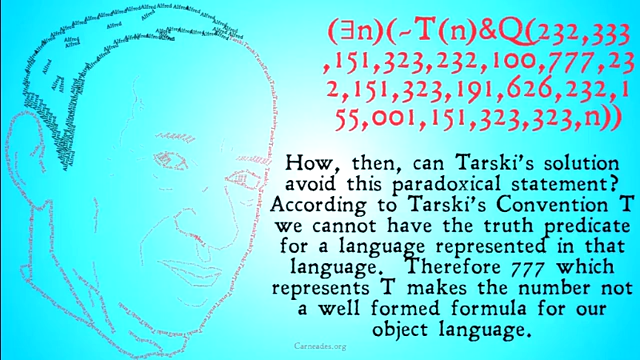 (∃n)(~T(n)&Q(232,333
,151,323,232,100,777,23
2,151,323,191,626,232,1
55,001,151,323,323,n))
How, then, can Tarski's solution
avoid this paradoxical statement?
According to Tarski's Convention T
we cannot have the truth predicate
for a language represented in that
language. Therefore 777 which
represents T makes the number not
a well formed formula for our
object language.
Carneades.org